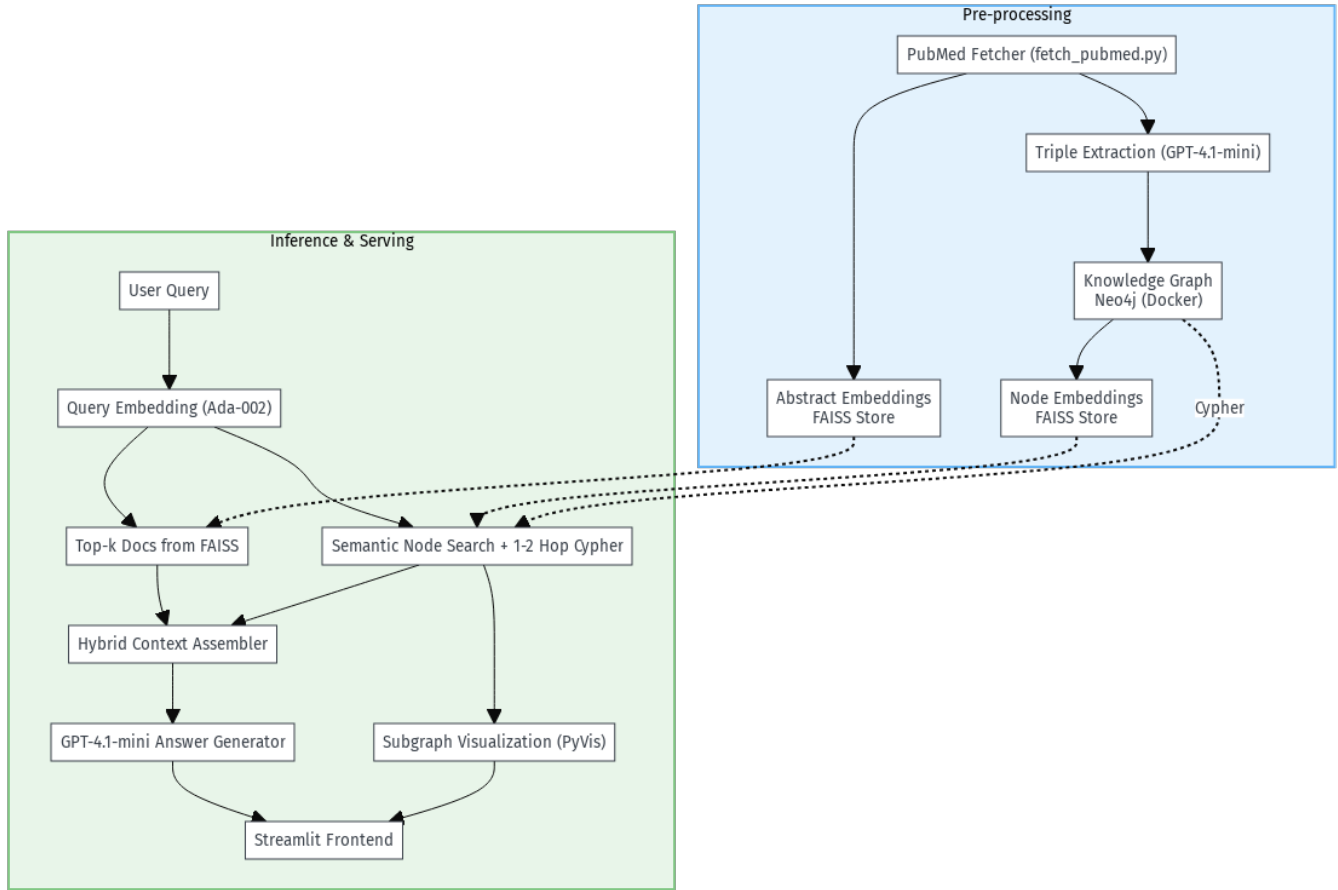 Pre-processing
PubMed Fetcher (fetch_pubmed.py)
Triple Extraction (GPT-4.1-mini)
Knowledge Graph
Neo4j (Docker)
Abstract Embeddings
FAISS Store
Node Embeddings
FAISS Store
Cypher
Inference & Serving
User Query
Query Embedding (Ada-002)
Top-k Docs from FAISS
Semantic Node Search + 1-2 Hop Cypher
Hybrid Context Assembler
GPT-4.1-mini Answer Generator
Subgraph Visualization (PyVis)
Streamlit Frontend